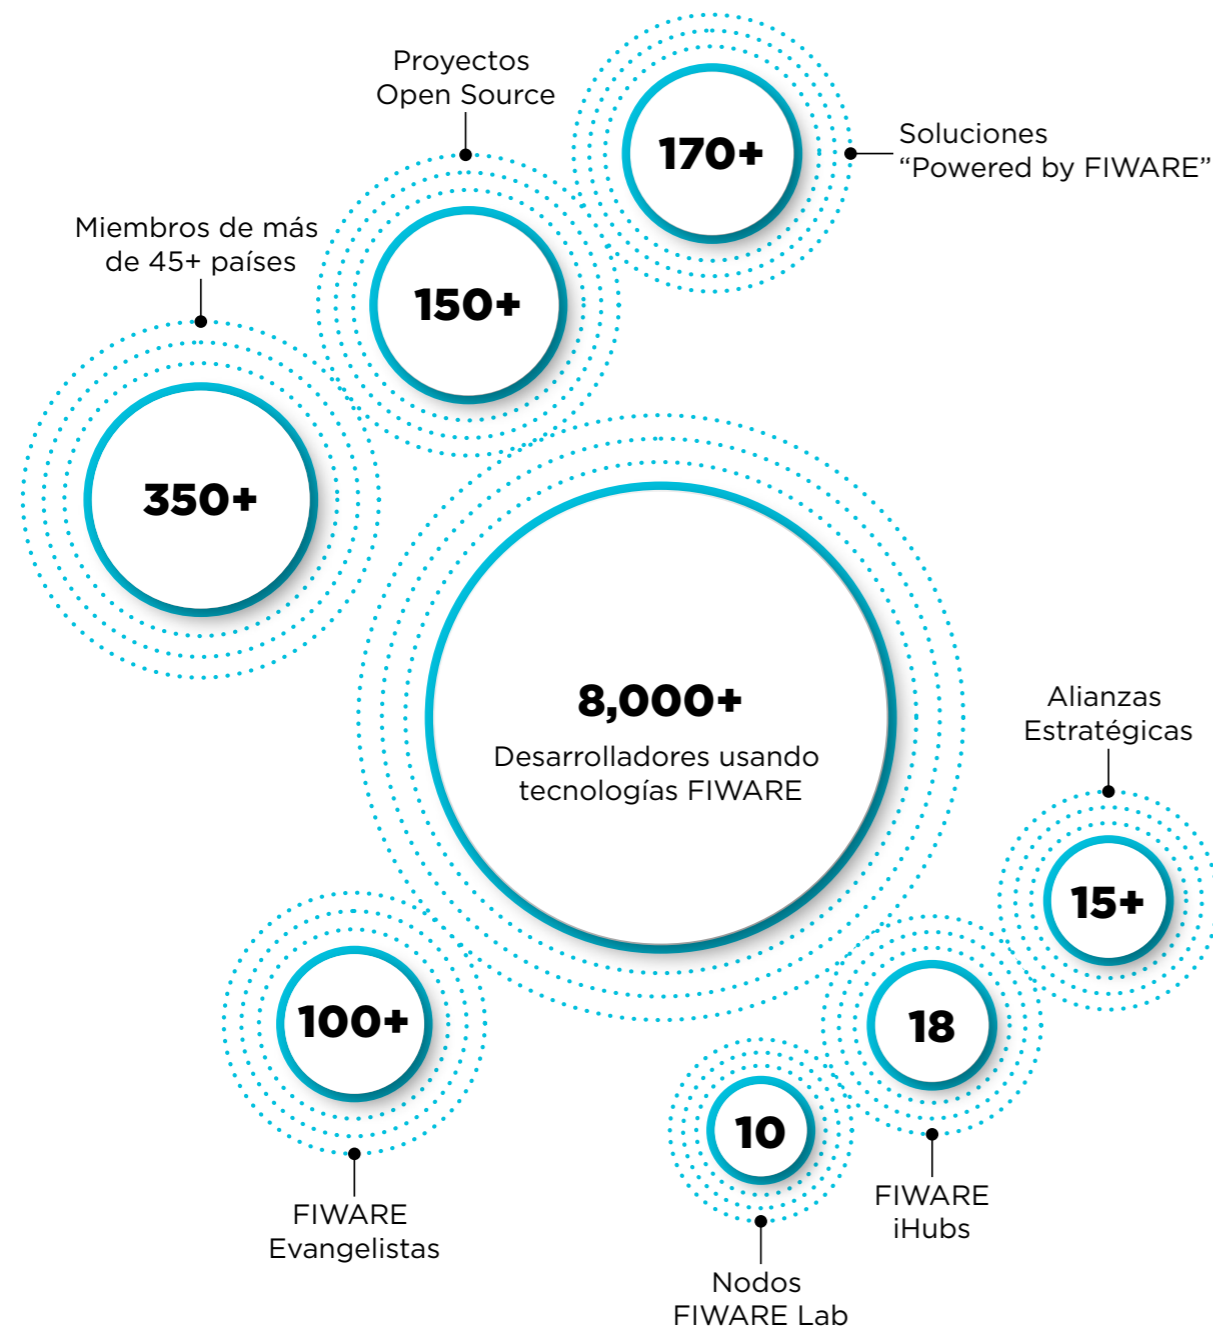 Proyectos
Open Source
170+
Soluciones
“Powered by FIWARE”
Miembros de más
de 45+ países
150+
350+
8,000+
Desarrolladores usando
tecnologías FIWARE
Alianzas
Estratégicas
15+
100+
18
10
FIWARE
Evangelistas
FIWARE
iHubs
Nodos
FIWARE Lab